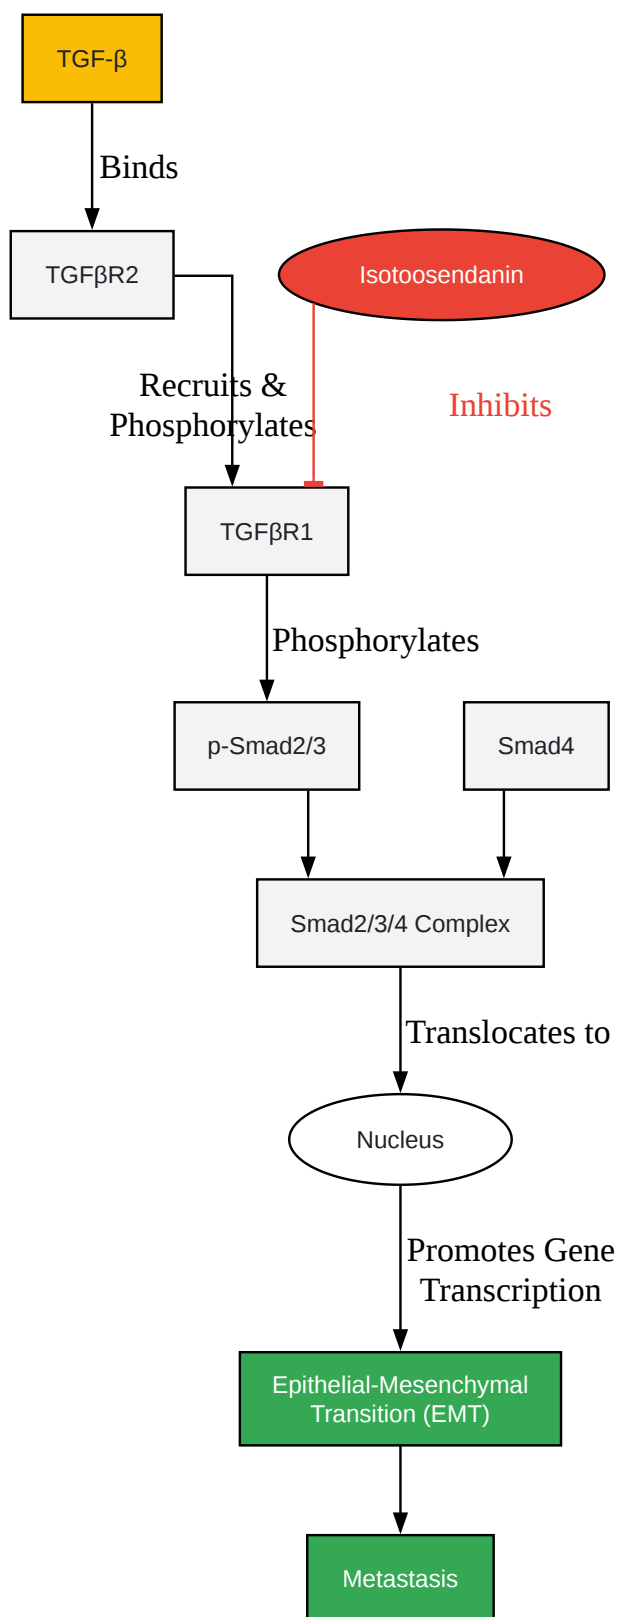 TGF-β
Binds
TGFβR2
Isotoosendanin
Recruits &
Phosphorylates
Inhibits
TGFβR1
Phosphorylates
p-Smad2/3
Smad4
Smad2/3/4 Complex
Translocates to
Nucleus
Promotes Gene
Transcription
Epithelial-Mesenchymal
Transition (EMT)
Metastasis